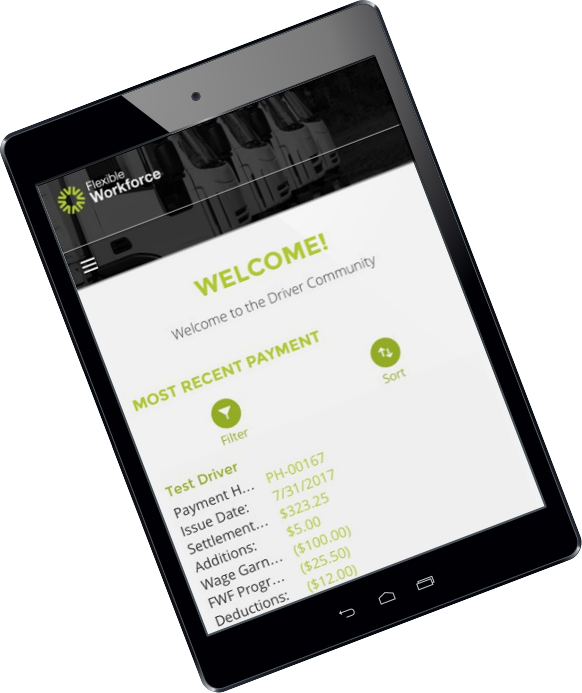 Flexible
Workforce
WELCOME!
Welcome to the Driver Community
MOST RECENT PAYMENT
Filter
Sort
Test Driver
Payment H... PH-00167
Issue Date: 7/31/2017
Settlement... $323.25
Additions: $5.00
Wage Garn... ($100.00)
FWF Progr... ($25.50)
Deductions: ($12.00)